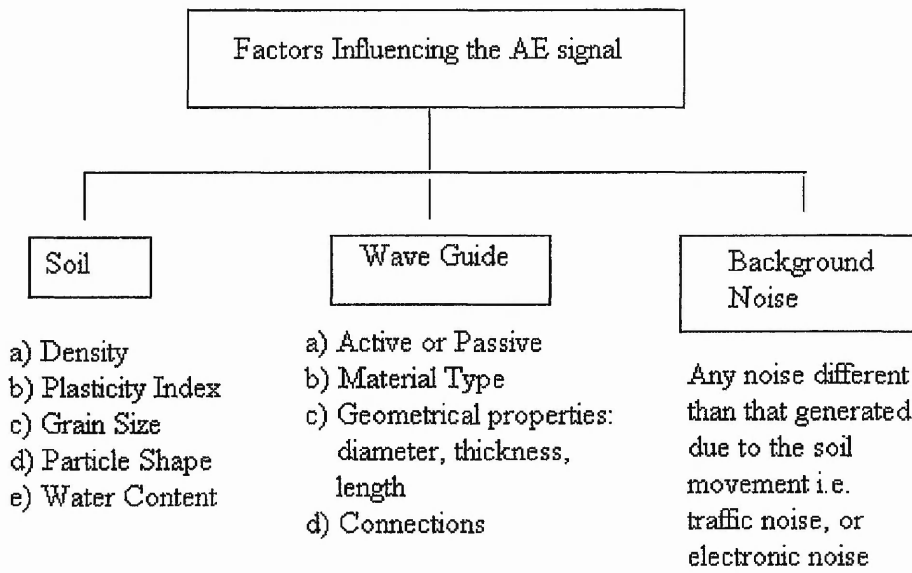 Factors Influencing the AE signal
Soil
a) Density
b) Plasticity Index
c) Grain Size
d) Particle Shape
e) Water Content
Wave Guide
a) Active or Passive
b) Material Type
c) Geometrical properties:
diameter, thickness,
length
d) Connections
Background
Noise
Any noise different
than that generated
due to the soil
movement i.e.
traffic noise, or
electronic noise